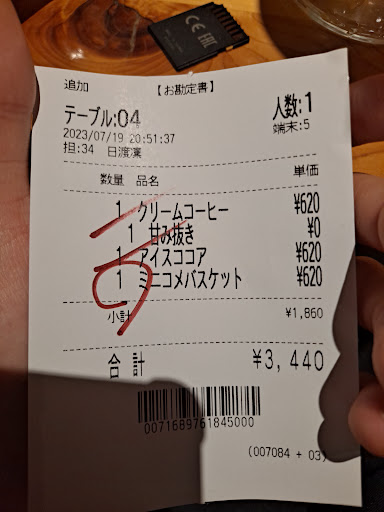 CE EAC
追加 【お勘定書】
テーブル:04 人数:1
2023/07/19 20:51:37 端末:5
担:34 日渡濱
数量 品名 単価
1 クリームコーヒー ¥620
1 甘み抜き ¥0
1 アイスココア ¥620
1 ミニコメバスケット ¥620
小計 ¥1,860
合計 ¥3,440
0071689761845000
(007084 + 03)